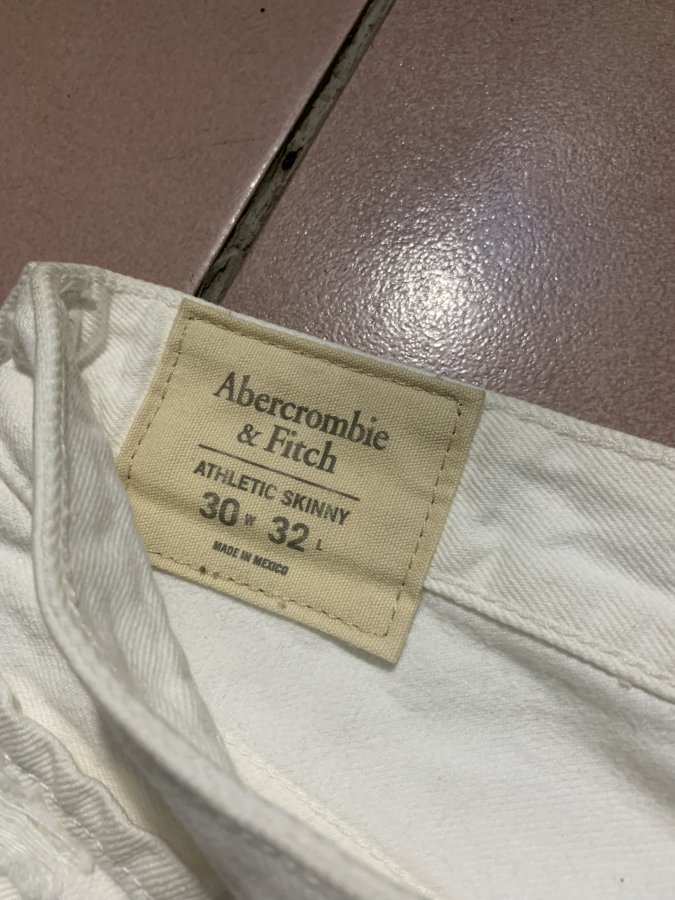 Abercrombie
& Fitch
ATHLETIC SKINNY
30 W 32 L
MADE IN MEXICO